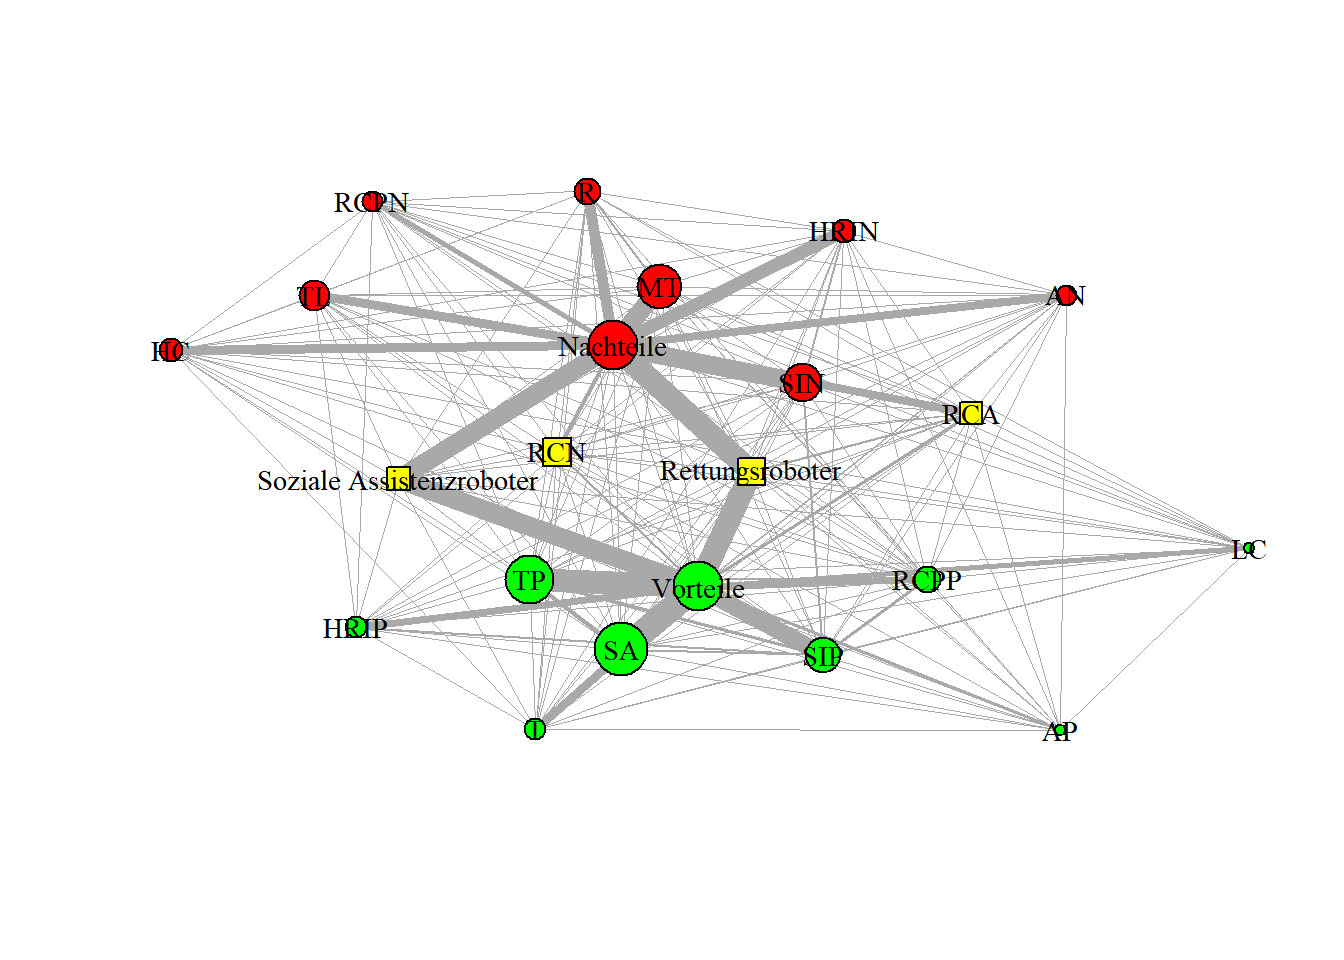 R
RCPN
HRIN
MT
TI
AN
Nachteile
HC
SIN
RCA
RCN
Rettungsroboter
Soziale Assistenzroboter
LC
TP
RCPP
Vorteile
HRIP
SA
SIP
I
AP